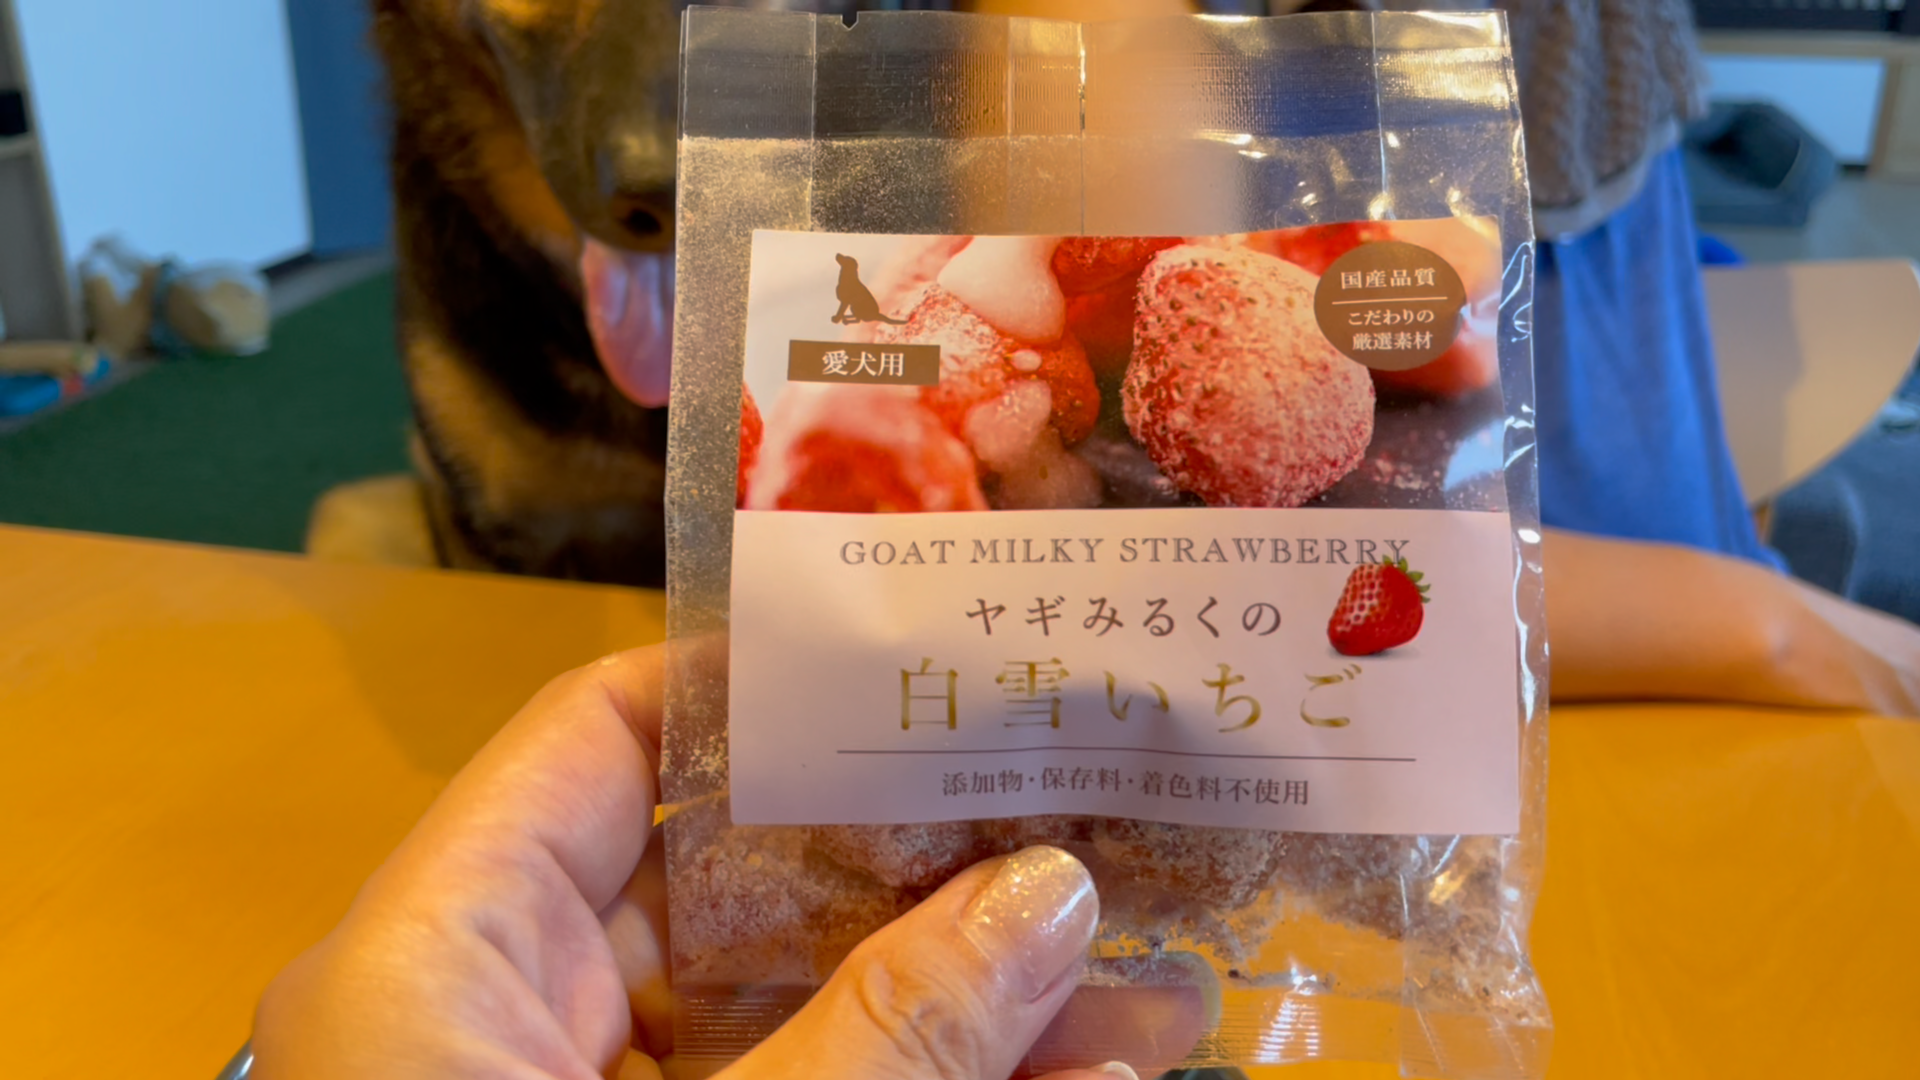 愛犬用
国産品質
こだわりの
厳選素材
GOAT MILKY STRAWBERRY
ヤギみるくの
白雪いちご
添加物・保存料・着色料不使用